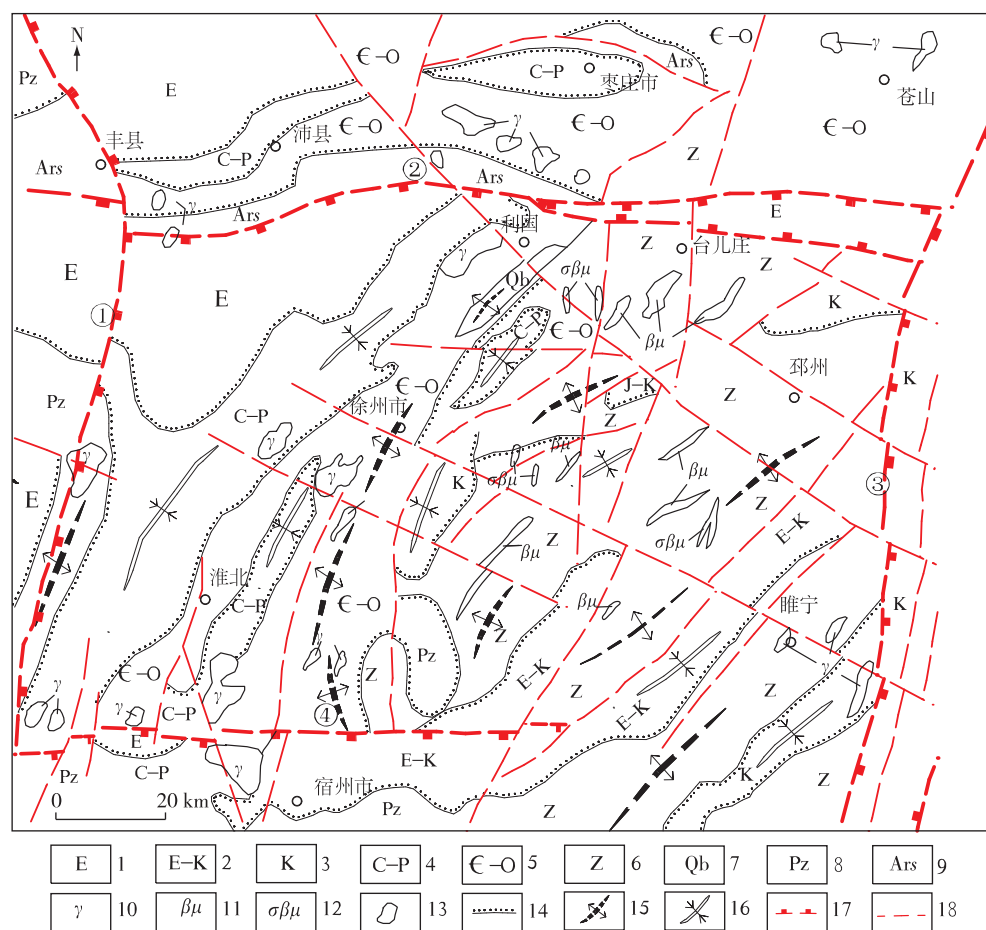 N
Pz
E
Є-O
Є-O
γ
Ars
C-P
枣庄市
苍山
丰县
沛县
Є-O
γ
Є-O
Є-O
C-P
Ars
②
Ars
Z
γ
Ars
E
利国
Z
台儿庄
Z
E
E
Qb
σβμ
K
①
C-P
Є-O
βμ
邳州
K
Pz
Є-O
J-K
Z
Z
徐州市
C-P
γ
γ
γ
βμ
βμ
K
σβμ
Z
③
E
γ
Z
σβμ
E-K
βμ
淮北
C-P
Є-O
βμ
睢宁
K
Z
Pz
Z
γ
Є-O
γ
E-K
Z
Z
γ
γ
C-P
④
E-K
E
Pz
C-P
γ
E-K
K
Z
0
20 km
宿州市
Pz
Z
E 1
E-K 2
K 3
C-P 4
Є-O 5
Z 6
Qb 7
Pz 8
Ars 9
γ 10
βμ 11
σβμ 12
13
14
15
16
17
18